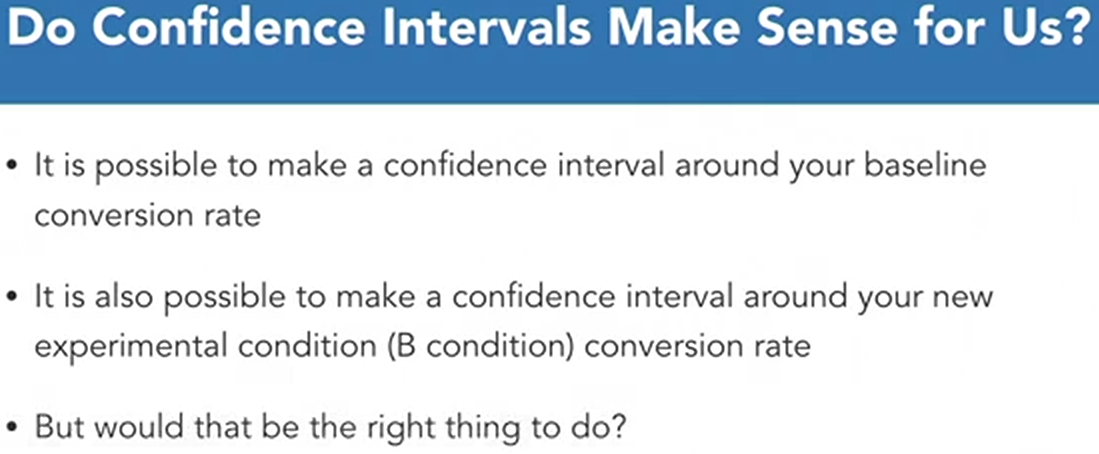 Do Confidence Intervals Make Sense for Us?
• It is possible to make a confidence interval around your baseline
conversion rate
• It is also possible to make a confidence interval around your new
experimental condition (B condition) conversion rate
• But would that be the right thing to do?